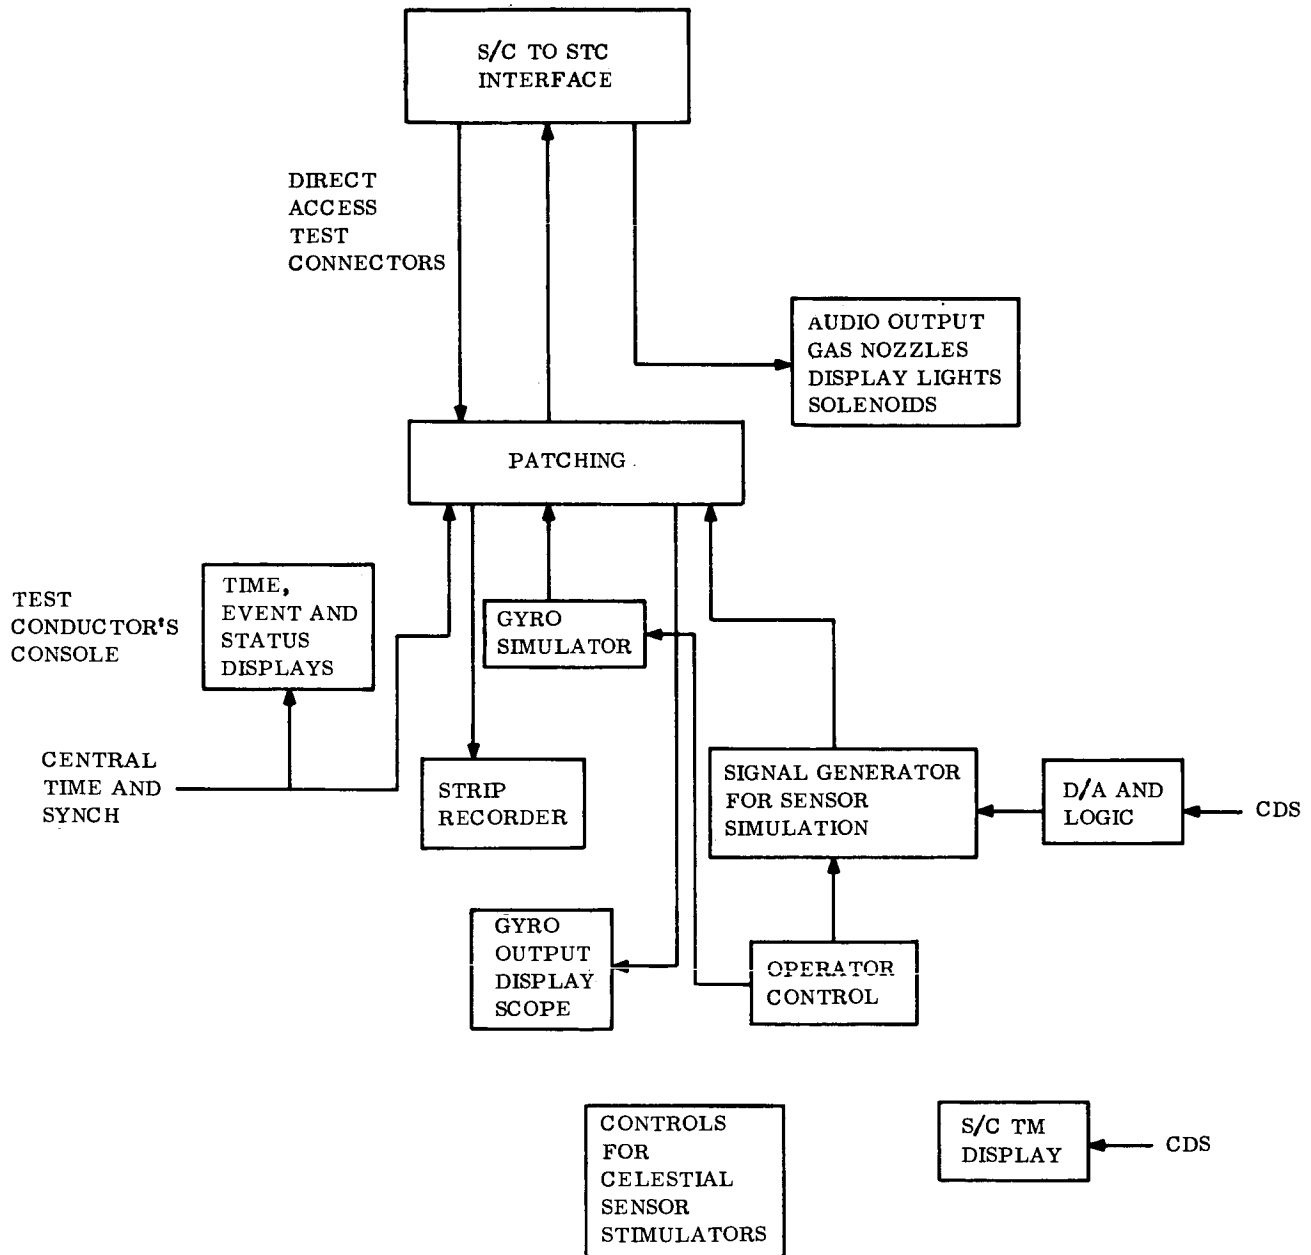 S/C TO STC
INTERFACE
DIRECT
ACCESS
TEST
CONNECTORS
AUDIO OUTPUT
GAS NOZZLES
DISPLAY LIGHTS
SOLENOIDS
PATCHING
TEST
CONDUCTOR'S
CONSOLE
TIME,
EVENT AND
STATUS
DISPLAYS
GYRO
SIMULATOR
CENTRAL
TIME AND
SYNCH
STRIP
RECORDER
SIGNAL GENERATOR
FOR SENSOR
SIMULATION
D/A AND
LOGIC
CDS
GYRO
OUTPUT
DISPLAY
SCOPE
OPERATOR
CONTROL
CONTROLS
FOR
CELESTIAL
SENSOR
STIMULATORS
S/C TM
DISPLAY
CDS